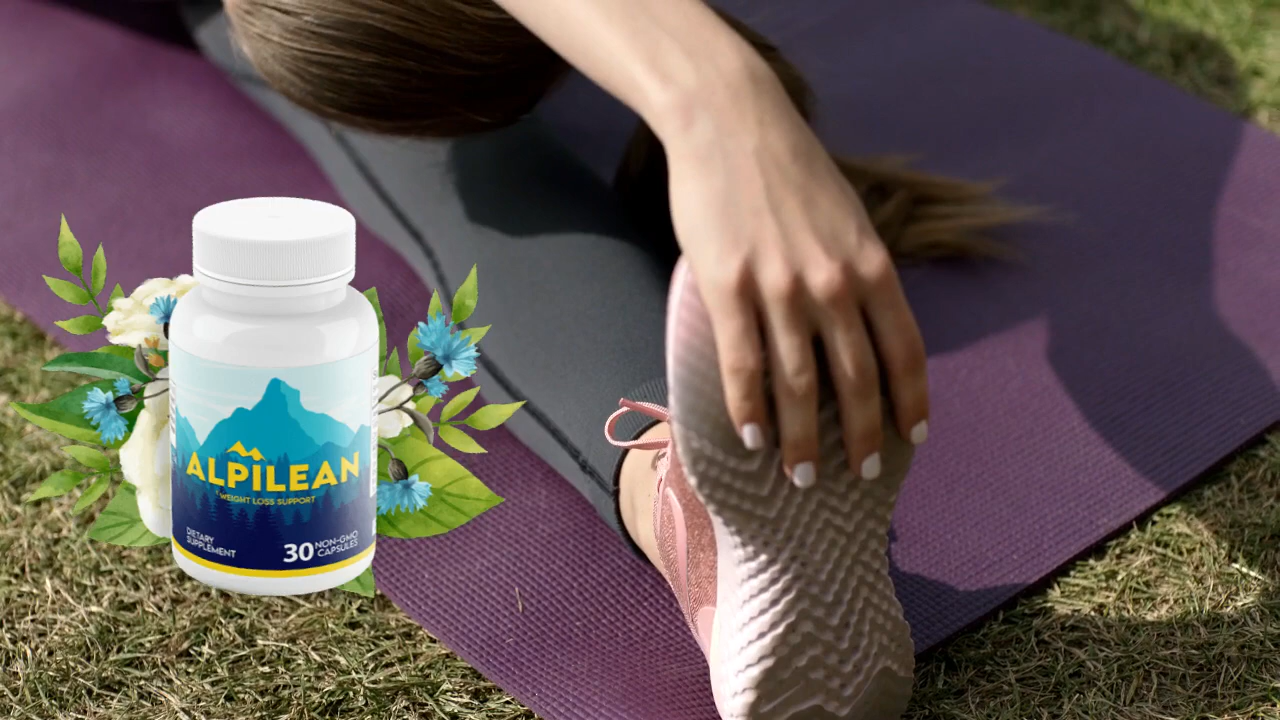 ALPILEAN
WEIGHT LOSS SUPPORT
DIETARY
SUPPLEMENT
30 NON-GMO
CAPSULES